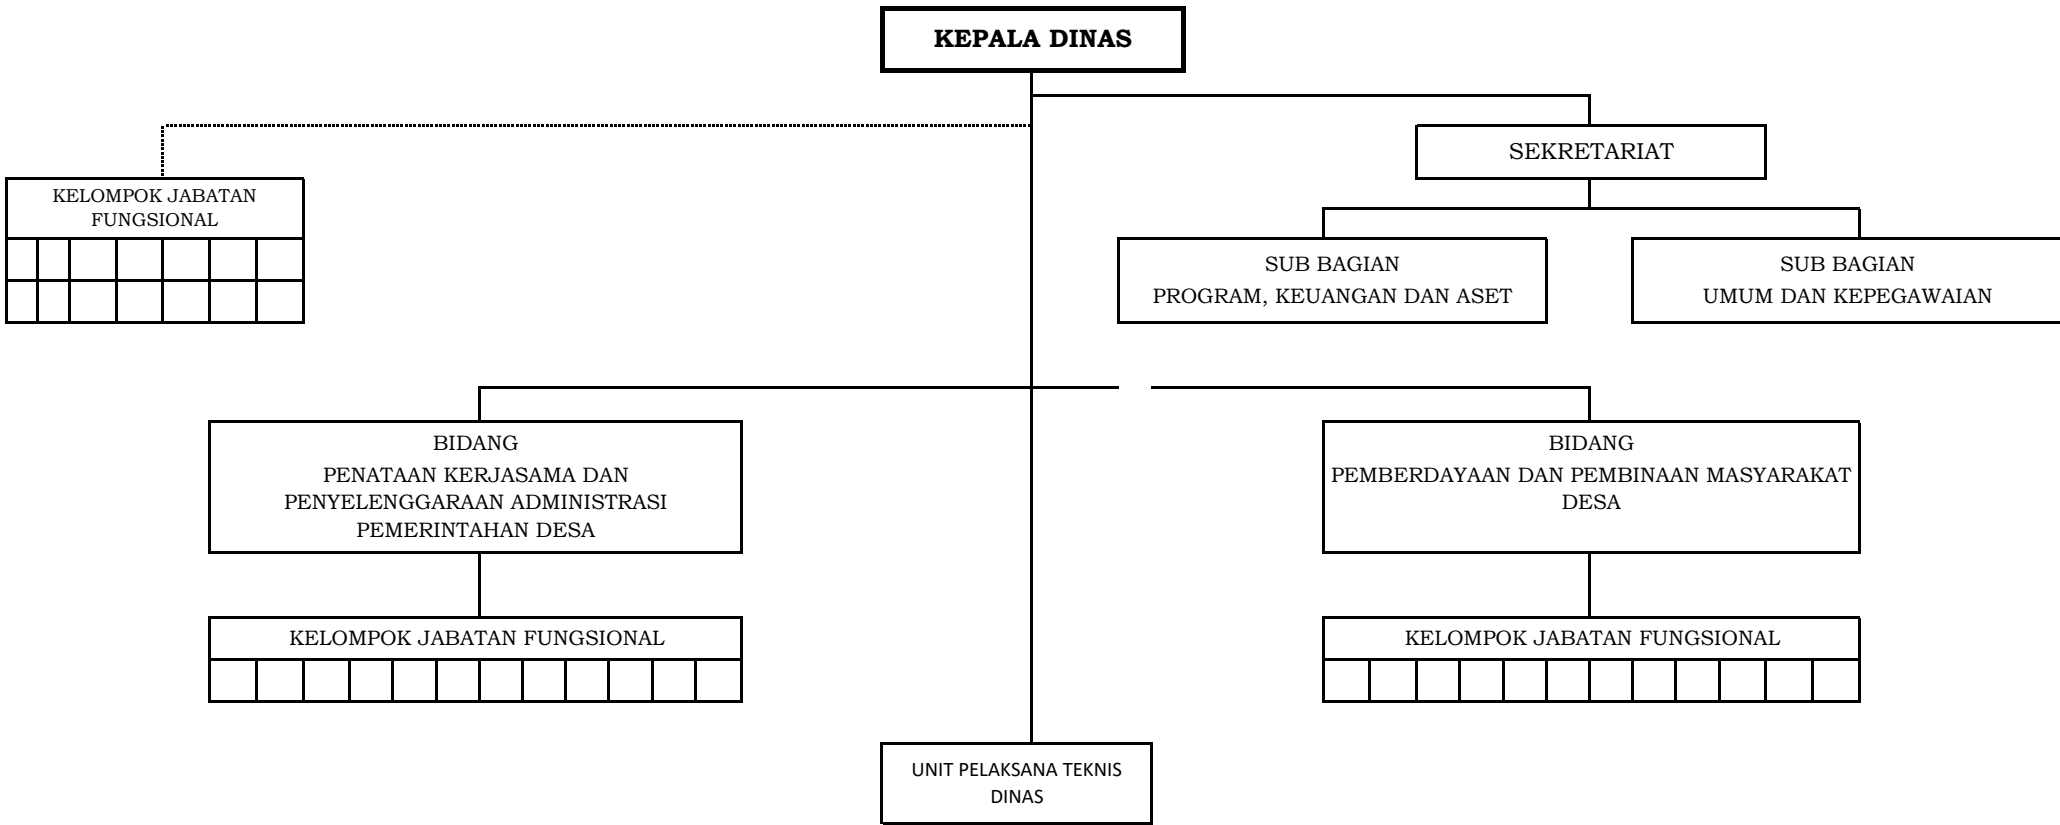 KEPALA DINAS
SEKRETARIAT
KELOMPOK JABATAN
FUNGSIONAL
SUB BAGIAN
PROGRAM, KEUANGAN DAN ASET
SUB BAGIAN
UMUM DAN KEPEGAWAIAN
BIDANG
PENATAAN KERJASAMA DAN
PENYELENGGARAAN ADMINISTRASI
PEMERINTAHAN DESA
BIDANG
PEMBERDAYAAN DAN PEMBINAAN MASYARAKAT
DESA
KELOMPOK JABATAN FUNGSIONAL
KELOMPOK JABATAN FUNGSIONAL
UNIT PELAKSANA TEKNIS
DINAS